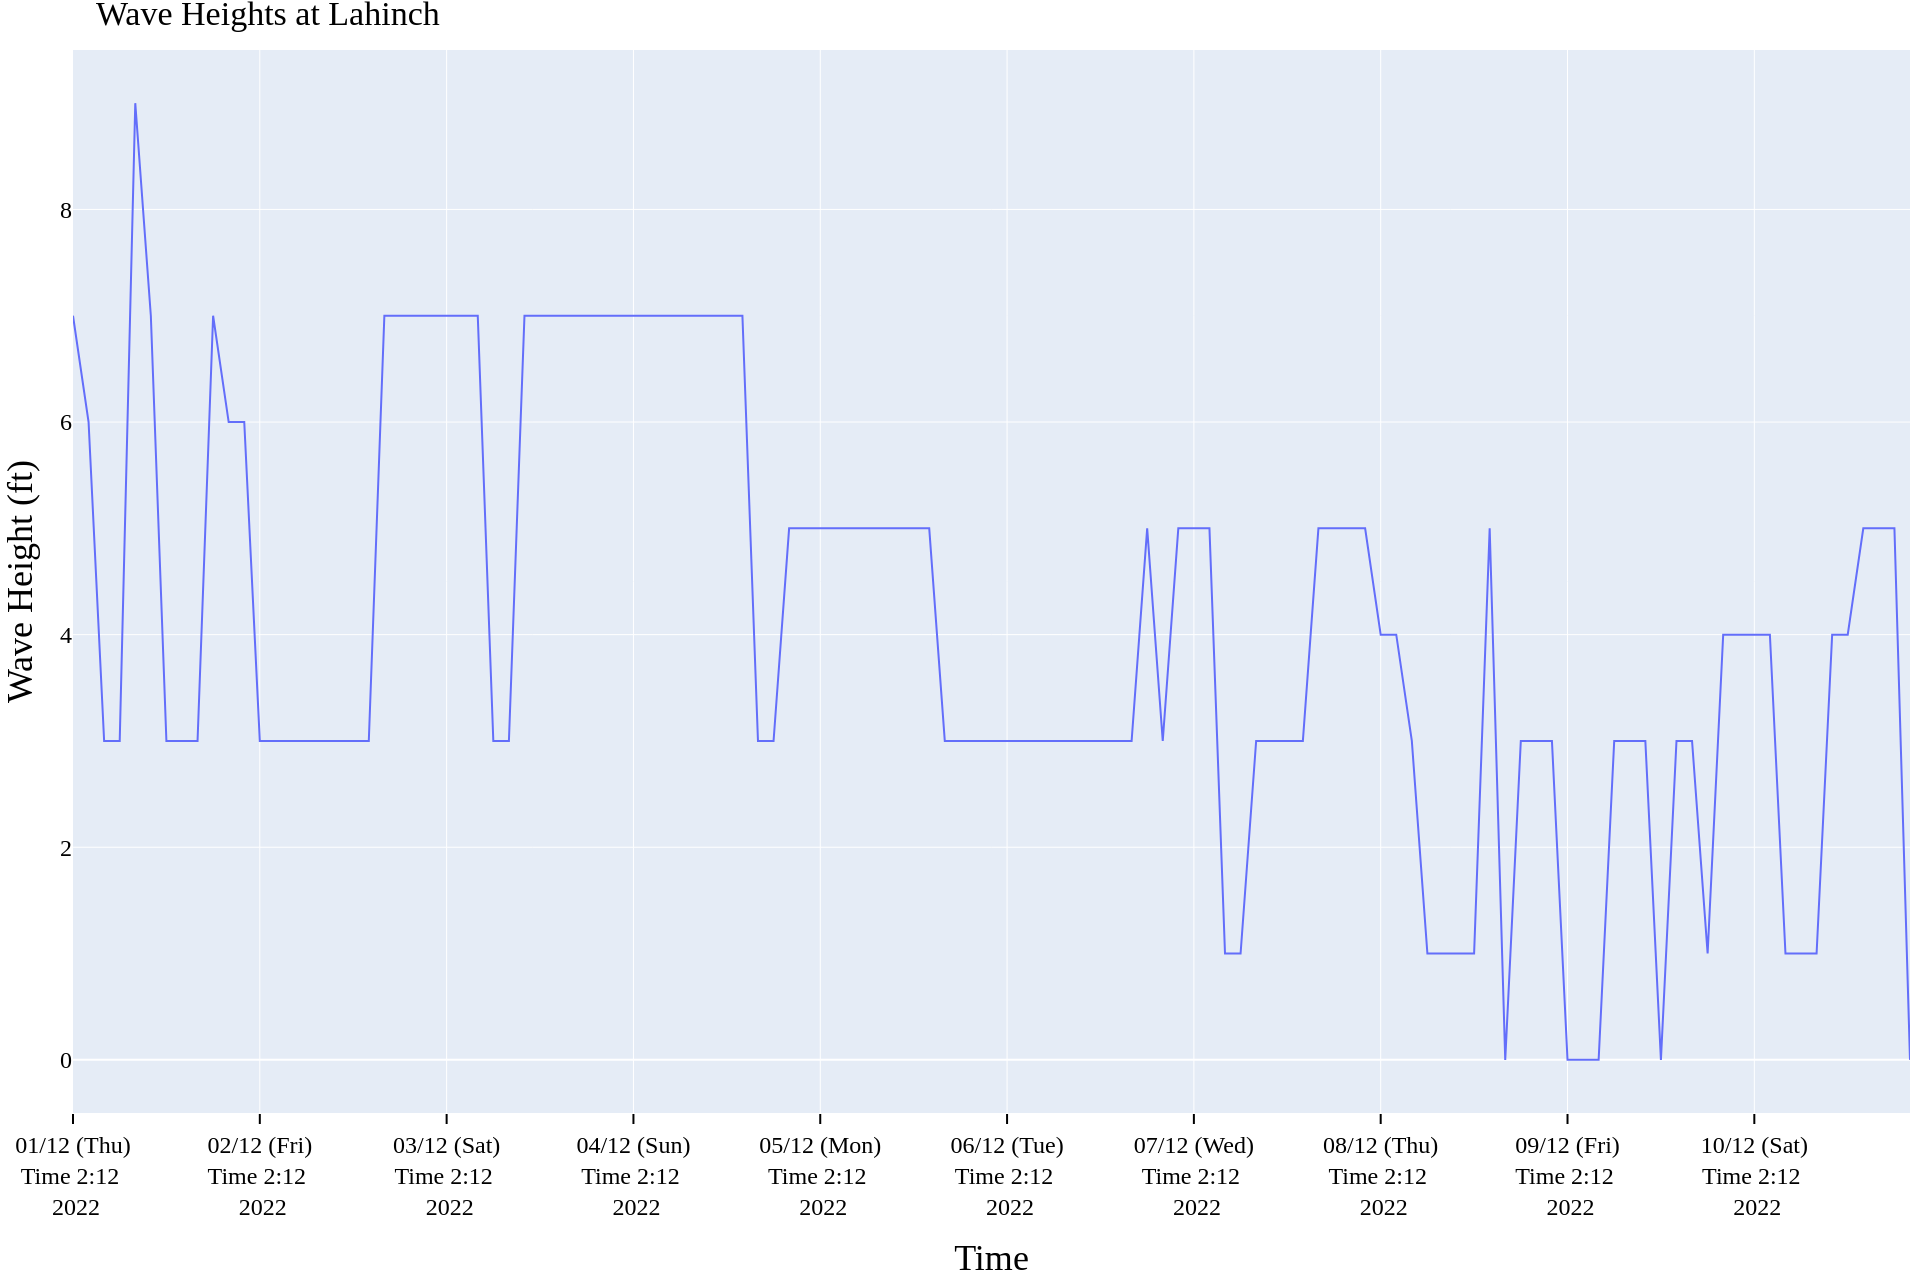 Wave Heights at Lahinch
Wave Height (ft)
8
6
4
2
0
01/12 (Thu)
Time 2:12
2022
02/12 (Fri)
Time 2:12
2022
03/12 (Sat)
Time 2:12
2022
04/12 (Sun)
Time 2:12
2022
05/12 (Mon)
Time 2:12
2022
06/12 (Tue)
Time 2:12
2022
07/12 (Wed)
Time 2:12
2022
08/12 (Thu)
Time 2:12
2022
09/12 (Fri)
Time 2:12
2022
10/12 (Sat)
Time 2:12
2022
Time